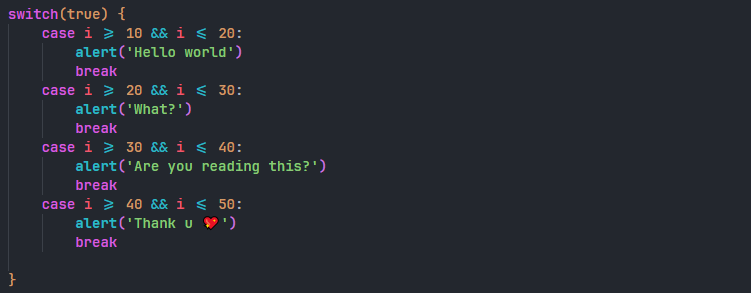 switch(true) {
    case i >= 10 && i <= 20:
        alert('Hello world')
        break
    case i >= 20 && i <= 30:
        alert('What?')
        break
    case i >= 30 && i <= 40:
        alert('Are you reading this?')
        break
    case i >= 40 && i <= 50:
        alert('Thank u 💖')
        break
}